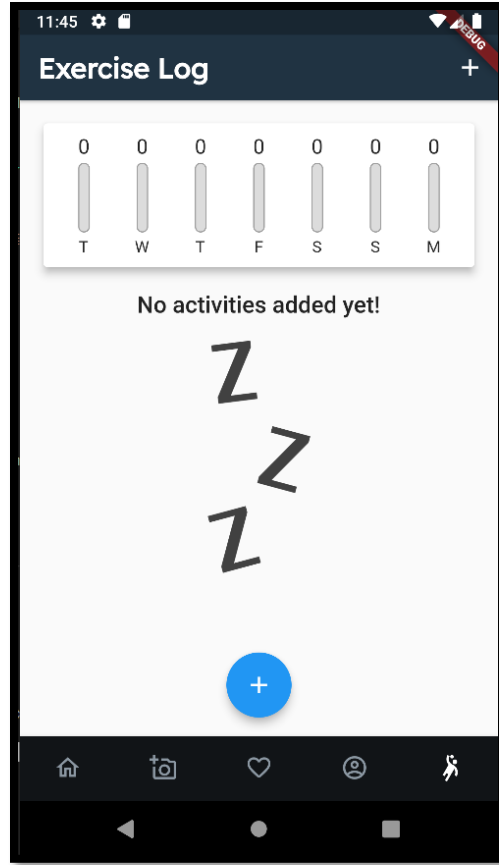 11:45
DEBUG
Exercise Log +
0 0 0 0 0 0 0
T W T F S S M
No activities added yet!
Z
Z
Z
+